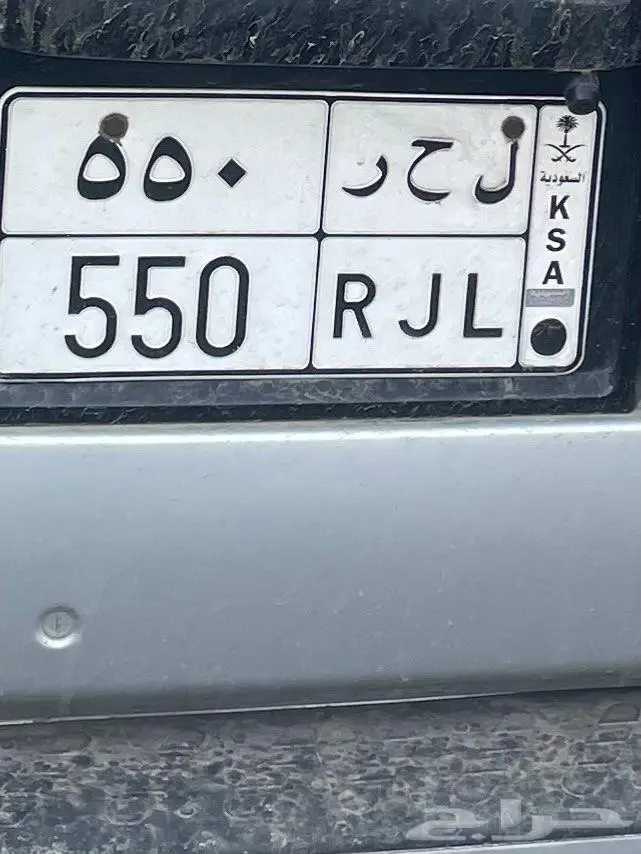 ٥٥٠ ل ح ر
550 RJL
السعودية
K
S
A
حراج